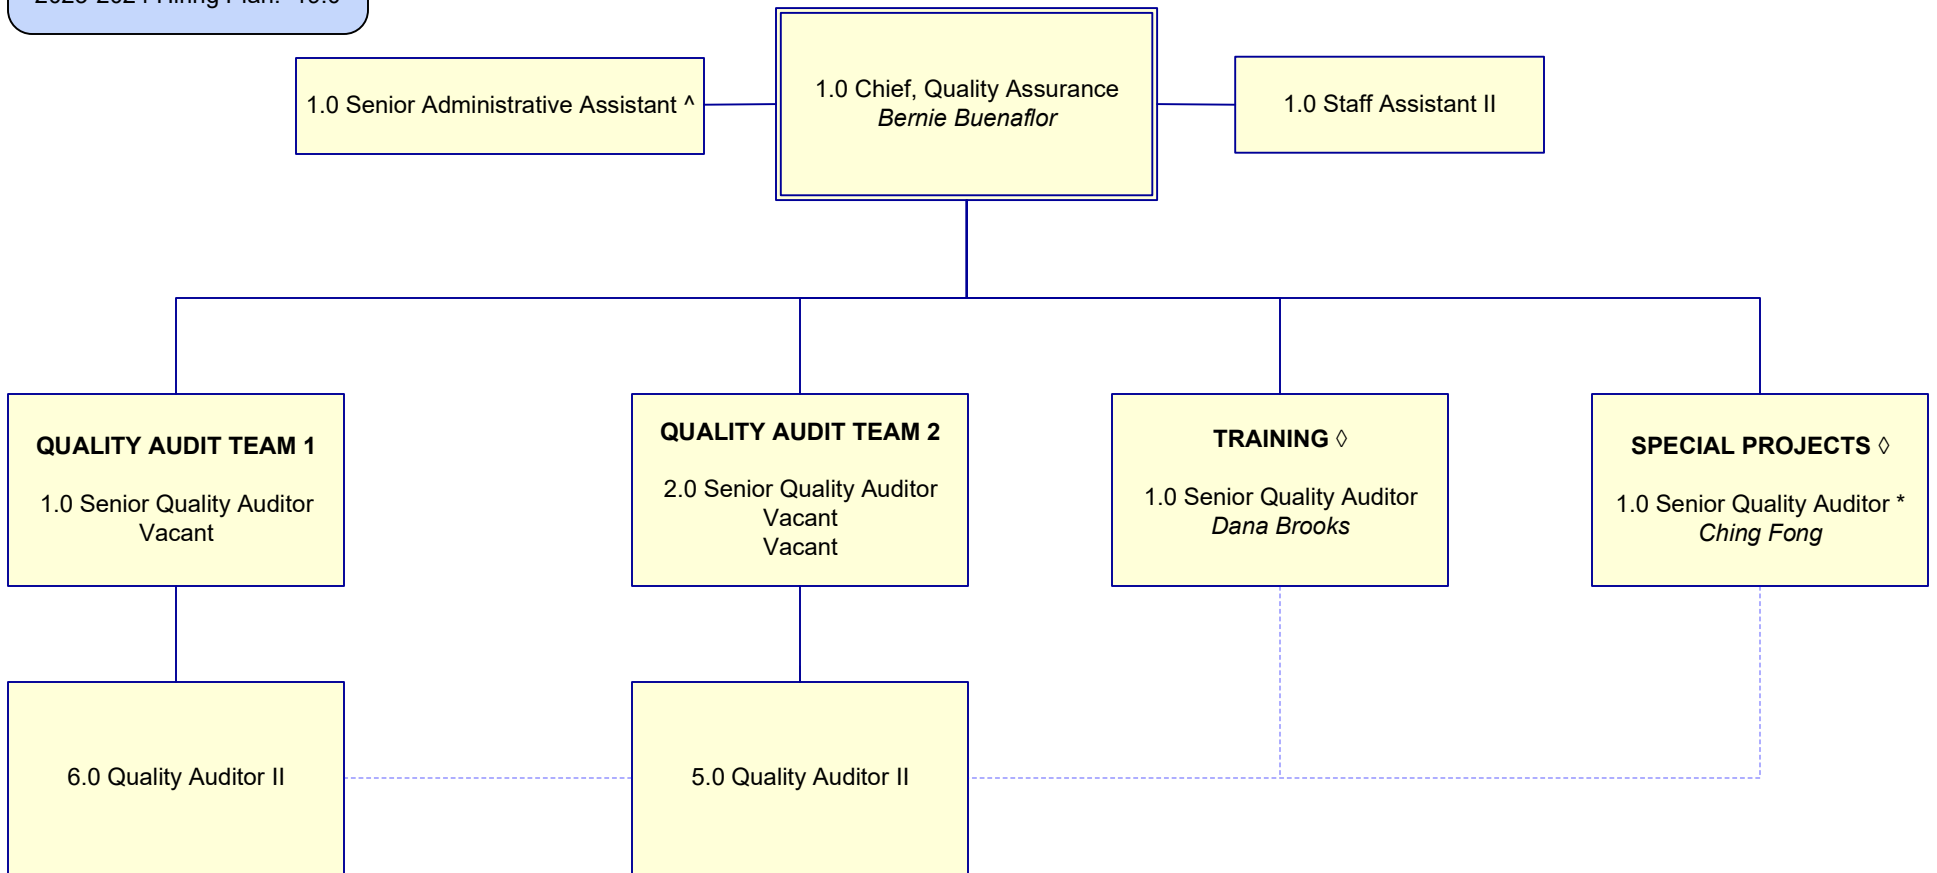 1.0 Senior Administrative Assistant ^
1.0 Chief, Quality Assurance
Bernie Buenaflor
1.0 Staff Assistant II
QUALITY AUDIT TEAM 1
1.0 Senior Quality Auditor
Vacant
QUALITY AUDIT TEAM 2
2.0 Senior Quality Auditor
Vacant
Vacant
TRAINING ◊
1.0 Senior Quality Auditor
Dana Brooks
SPECIAL PROJECTS ◊
1.0 Senior Quality Auditor *
Ching Fong
6.0 Quality Auditor II
5.0 Quality Auditor II